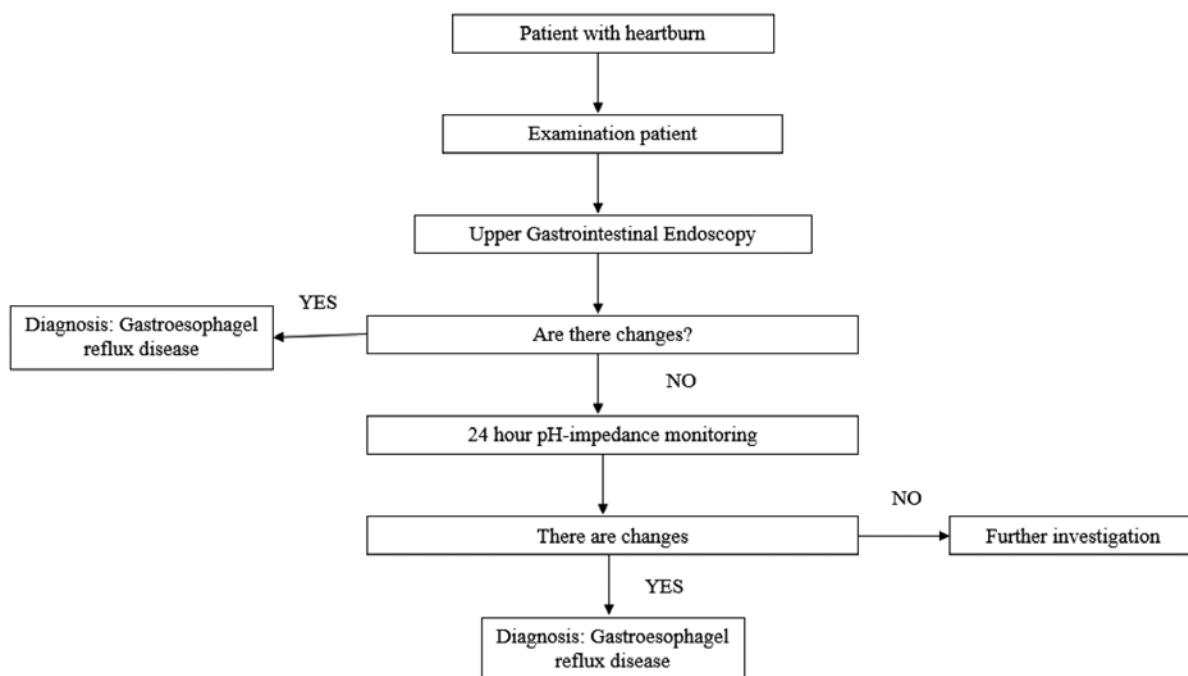 Patient with heartburn
Examination patient
Upper Gastrointestinal Endoscopy
YES
Diagnosis: Gastroesophagel
reflux disease
Are there changes?
NO
24 hour pH-impedance monitoring
NO
There are changes
Further investigation
YES
Diagnosis: Gastroesophagel
reflux disease